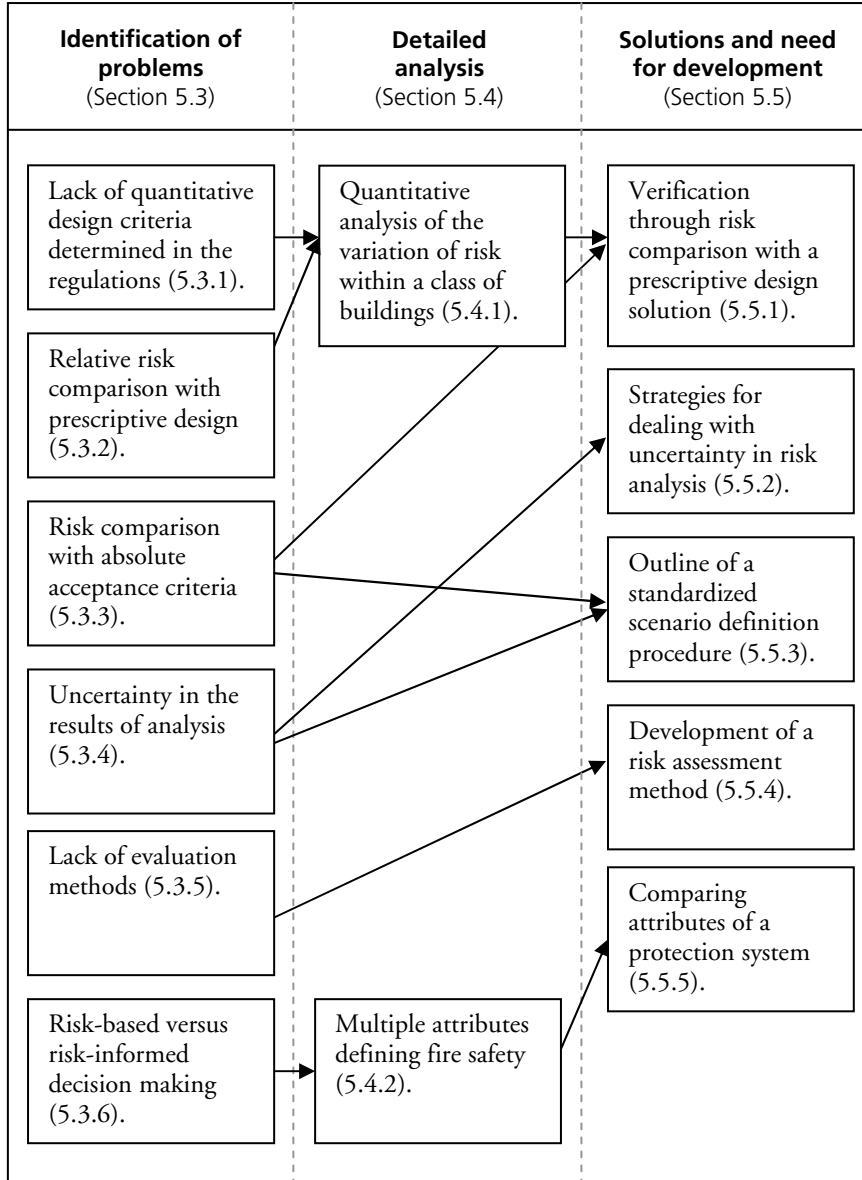 Identification of
problems
(Section 5.3)
Detailed
analysis
(Section 5.4)
Solutions and need
for development
(Section 5.5)
Lack of quantitative
design criteria
determined in the
regulations (5.3.1).
Relative risk
comparison with
prescriptive design
(5.3.2).
Risk comparison
with absolute
acceptance criteria
(5.3.3).
Uncertainty in the
results of analysis
(5.3.4).
Lack of evaluation
methods (5.3.5).
Risk-based versus
risk-informed
decision making
(5.3.6).
Quantitative
analysis of the
variation of risk
within a class of
buildings (5.4.1).
Multiple attributes
defining fire safety
(5.4.2).
Verification
through risk
comparison with a
prescriptive design
solution (5.5.1).
Strategies for
dealing with
uncertainty in risk
analysis (5.5.2).
Outline of a
standardized
scenario definition
procedure (5.5.3).
Development of a
risk assessment
method (5.5.4).
Comparing
attributes of a
protection system
(5.5.5).